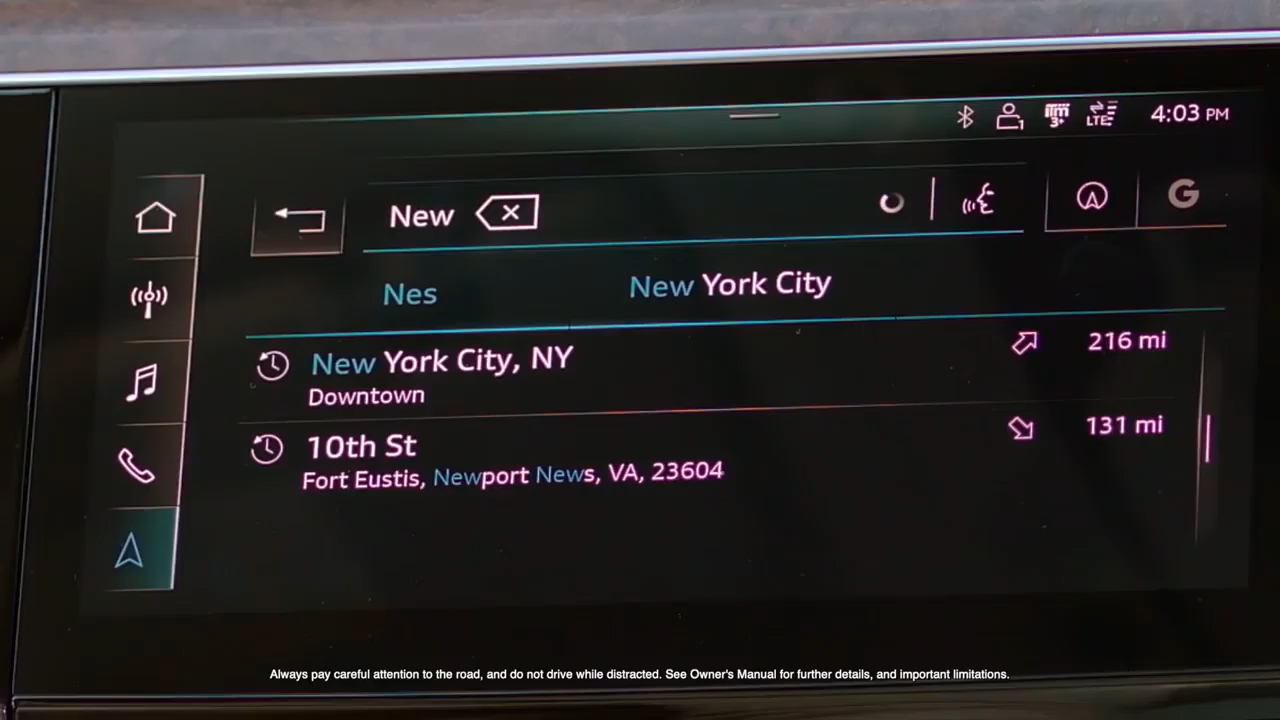 LTE 4:03 PM
New
G
Nes New York City
New York City, NY 216 mi
Downtown
10th St 131 mi
Fort Eustis, Newport News, VA, 23604
Always pay careful attention to the road, and do not drive while distracted. See Owner's Manual for further details, and important limitations.